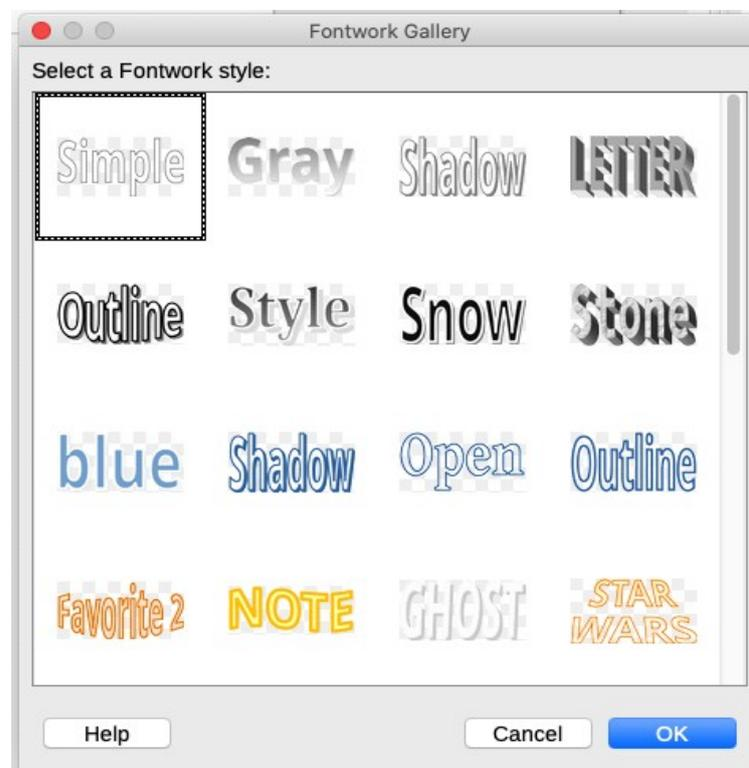 Fontwork Gallery
Select a Fontwork style:
Simple Gray Shadow LETTER
Outline Style Snow Stone
blue Shadow Open Outline
Favorite 2 NOTE GHOST STAR
WARS
Help Cancel OK